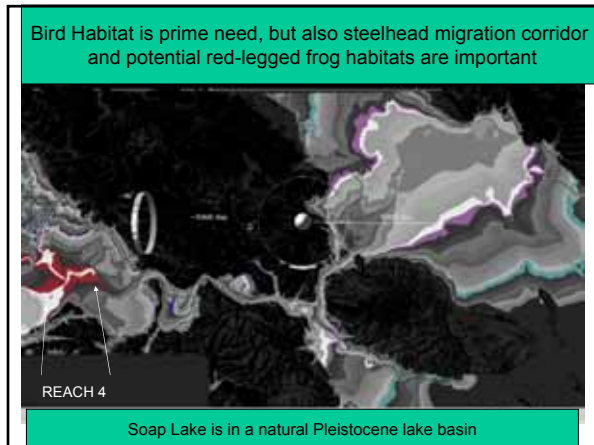 Bird Habitat is prime need, but also steelhead migration corridor
and potential red-legged frog habitats are important
REACH 4
Soap Lake is in a natural Pleistocene lake basin